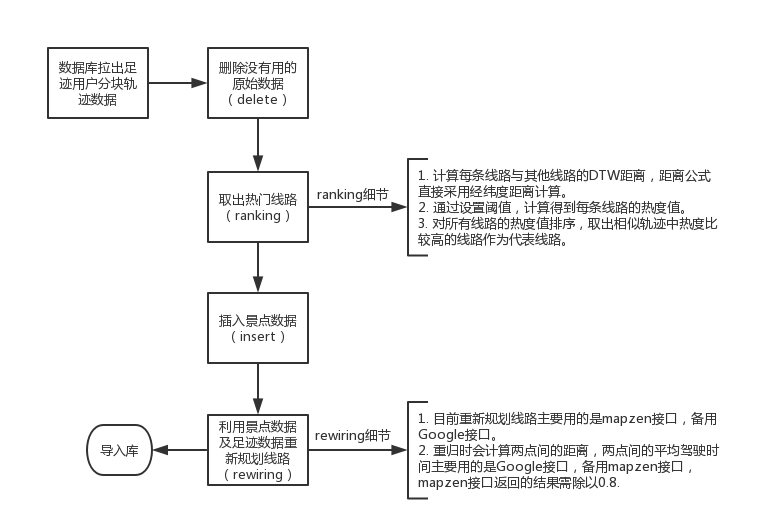 数据库拉出足
迹用户分块轨
迹数据
删除没有用的
原始数据
（delete）
取出热门线路
（ranking）
ranking细节
1. 计算每条线路与其他线路的DTW距离，距离公式
直接采用经纬度距离计算。
2. 通过设置阈值，计算得到每条线路的热度值。
3. 对所有线路的热度值排序，取出相似轨迹中热度比
较高的线路作为代表线路。
插入景点数据
（insert）
利用景点数据
及足迹数据重
新规划线路
（rewiring）
rewiring细节
1. 目前重新规划线路主要用的是mapzen接口，备用
Google接口。
2. 重归时会计算两点间的距离，两点间的平均驾驶时
间主要用的是Google接口，备用mapzen接口，
mapzen接口返回的结果需除以0.8.
导入库